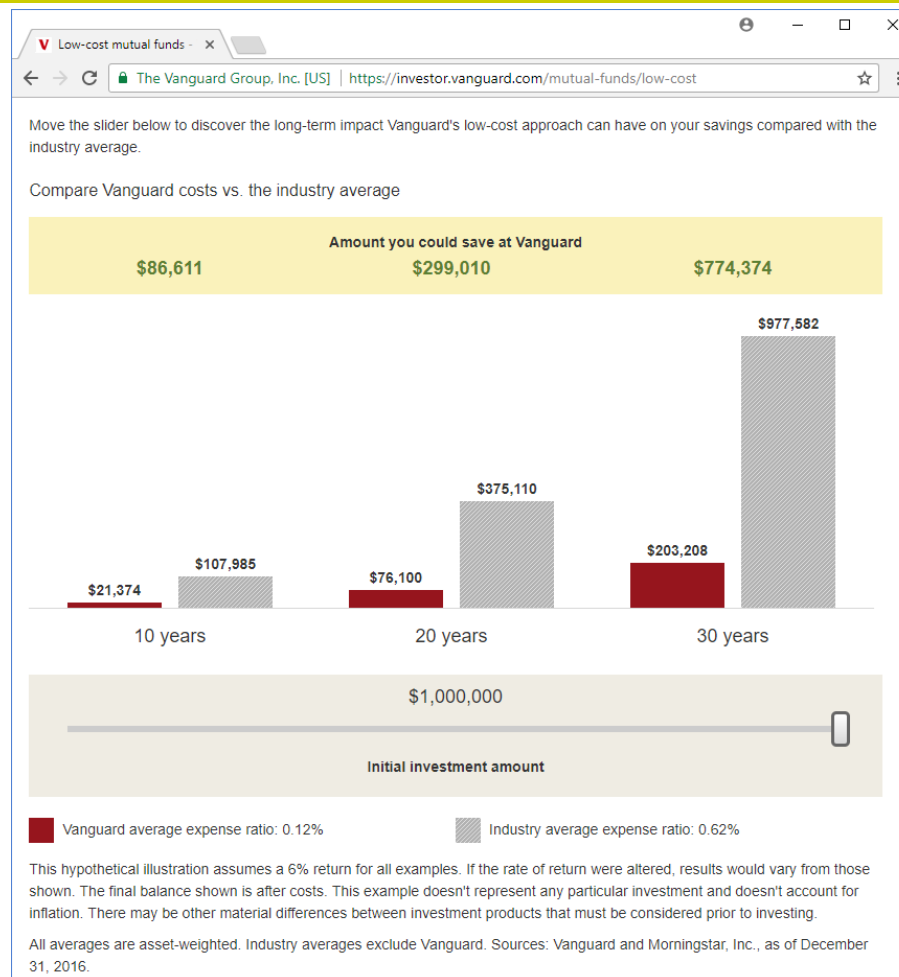 V Low-cost mutual funds - ×
The Vanguard Group, Inc. [US] | https://investor.vanguard.com/mutual-funds/low-cost
Move the slider below to discover the long-term impact Vanguard's low-cost approach can have on your savings compared with the
industry average.
Compare Vanguard costs vs. the industry average
Amount you could save at Vanguard
$86,611 $299,010 $774,374
$977,582
$375,110
$203,208
$107,985
$76,100
$21,374
10 years 20 years 30 years
$1,000,000
Initial investment amount
Vanguard average expense ratio: 0.12% Industry average expense ratio: 0.62%
This hypothetical illustration assumes a 6% return for all examples. If the rate of return were altered, results would vary from those
shown. The final balance shown is after costs. This example doesn't represent any particular investment and doesn't account for
inflation. There may be other material differences between investment products that must be considered prior to investing.
All averages are asset-weighted. Industry averages exclude Vanguard. Sources: Vanguard and Morningstar, Inc., as of December
31, 2016.